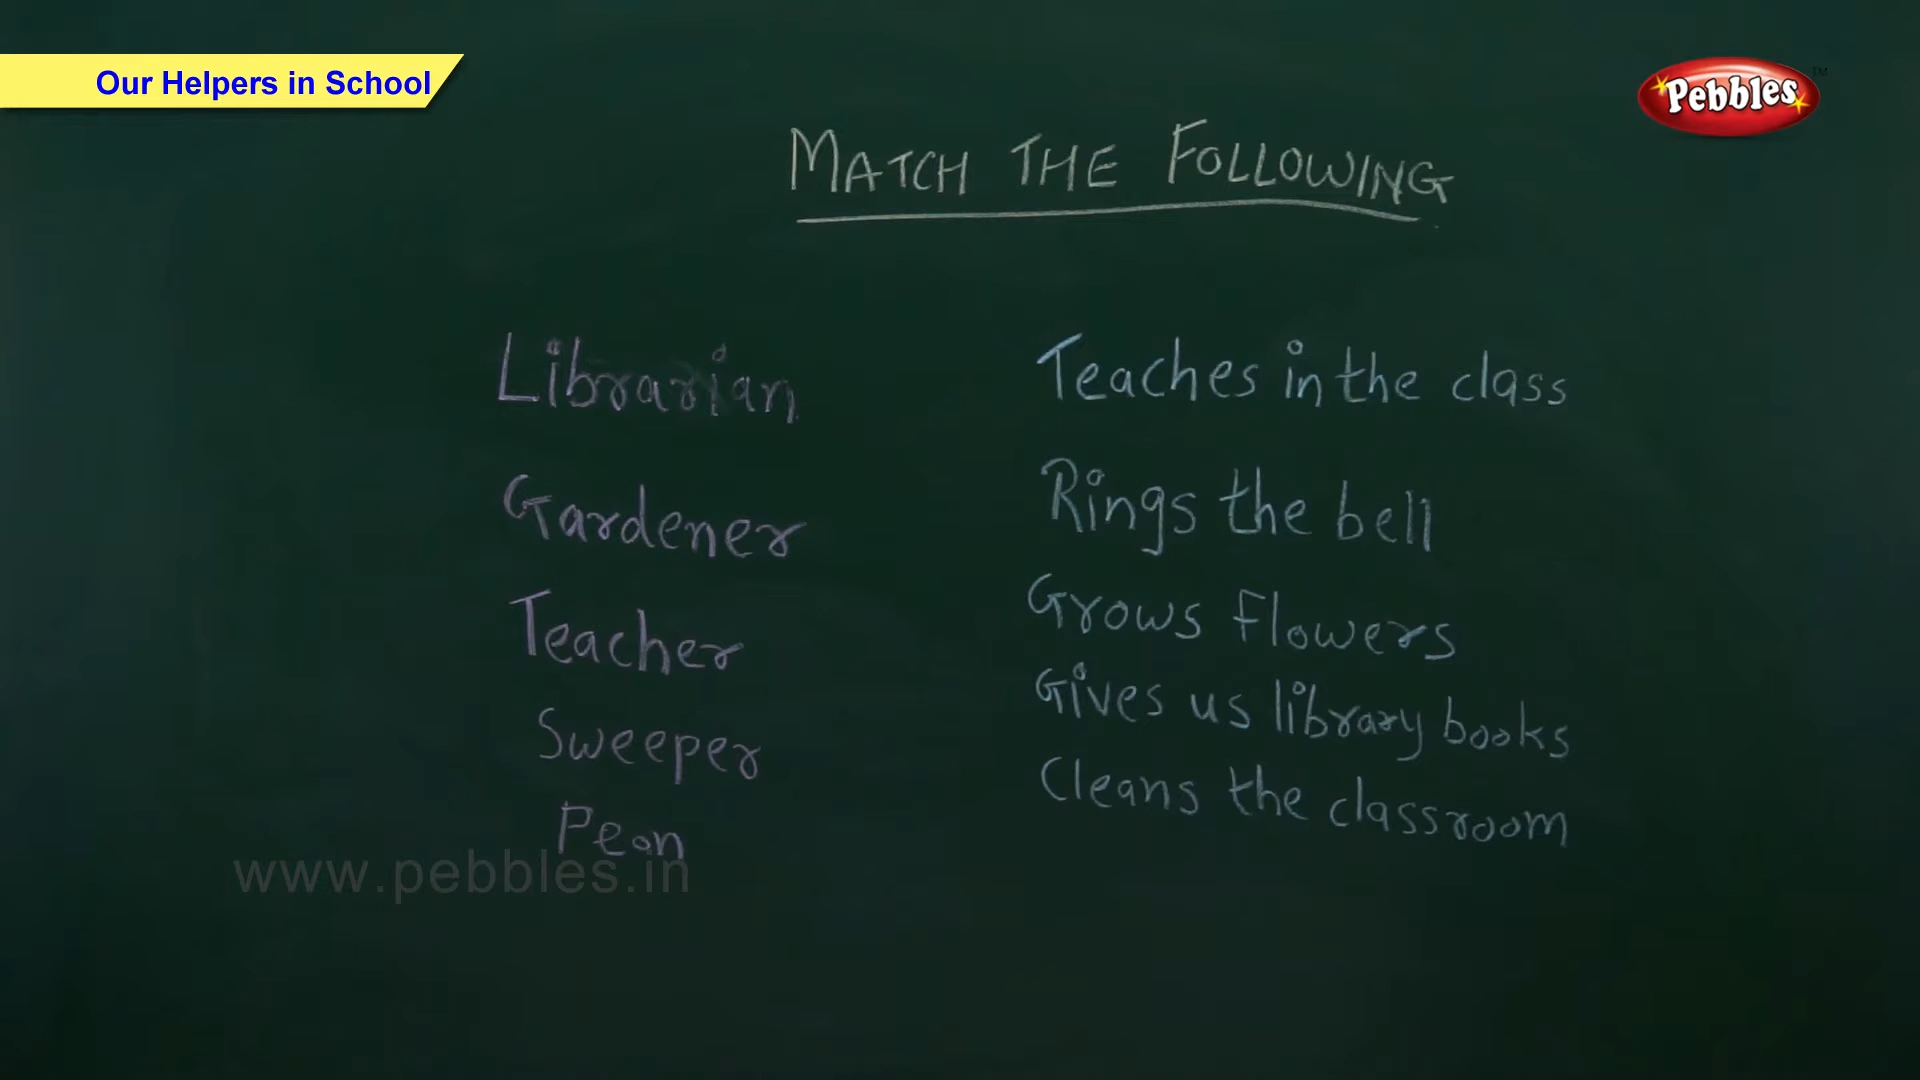 Our Helpers in School
Pebbles™
MATCH THE FOLLOWING
Librarian
Teaches in the class
Gardener
Rings the bell
Teacher
Grows flowers
Sweeper
Gives us library books
Peon
Cleans the classroom
www.pebbles.in